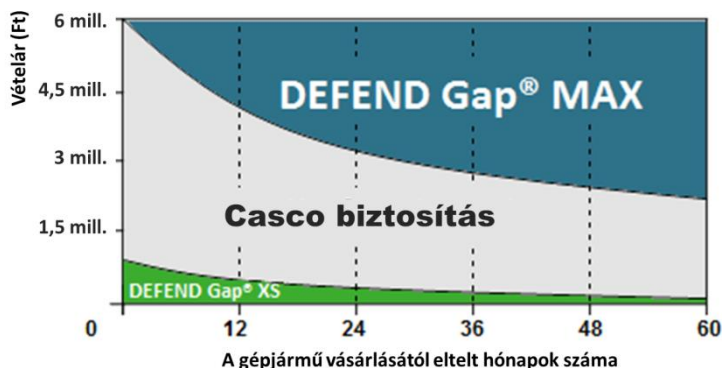 Vételár (Ft)
6 mill.
4,5 mill.
3 mill.
1,5 mill.
DEFEND Gap® MAX
Casco biztosítás
DEFEND Gap® XS
0 12 24 36 48 60
A gépjármű vásárlásától eltelt hónapok száma